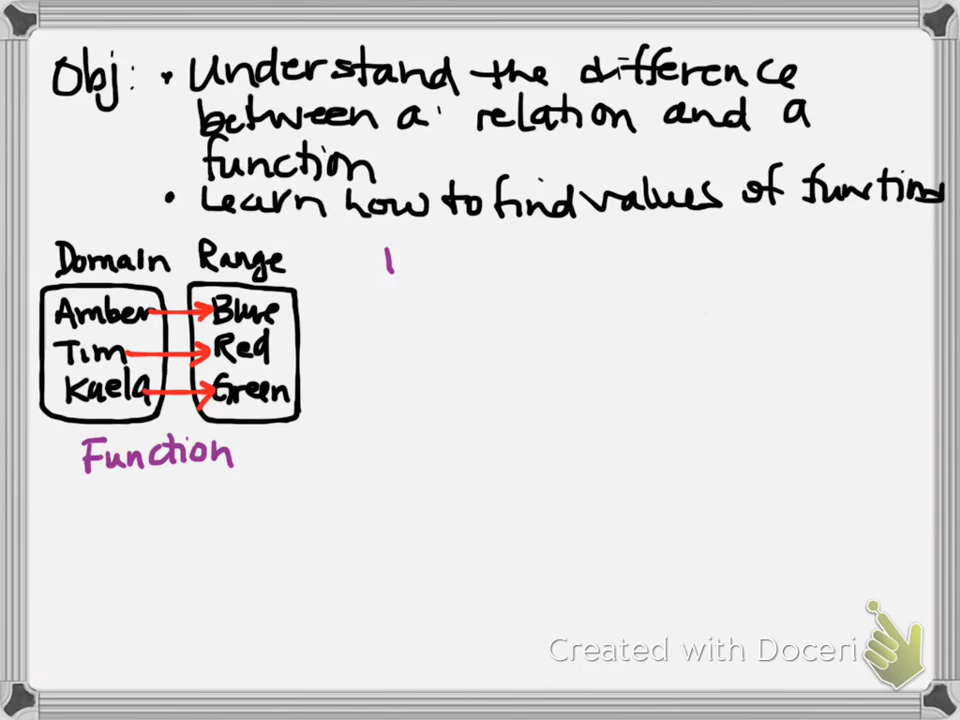 Obj: • Understand the difference
between a relation and a
function
• Learn how to find values of functions
Domain Range
Amber Blue
Tim Red
Kaela Green
Function
Created with Doceri